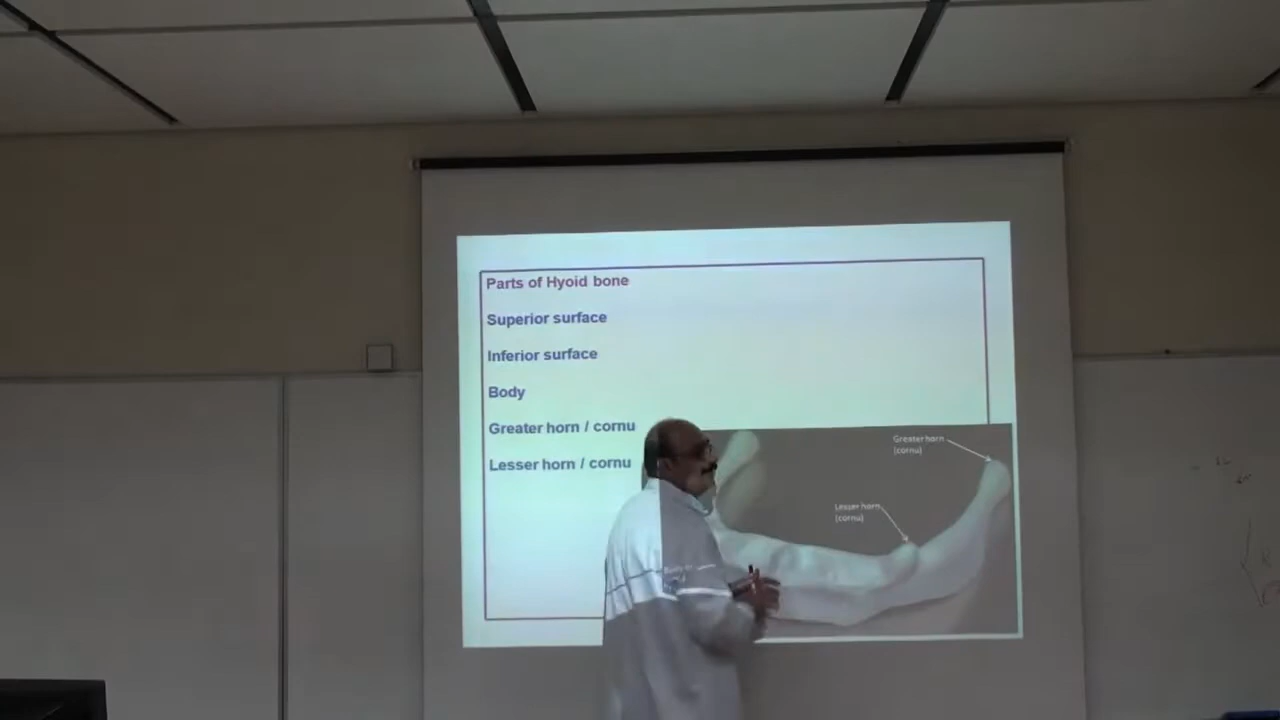 Parts of Hyoid bone
Superior surface
Inferior surface
Body
Greater horn / cornu
Lesser horn / cornu
Greater horn
(cornu)
Lesser horn
(cornu)